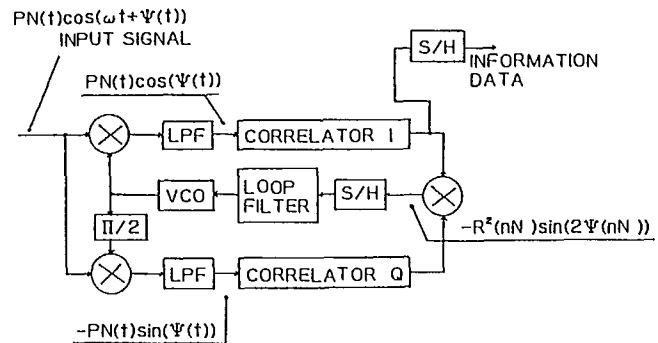 PN(t)cos(ωt+Ψ(t))
INPUT SIGNAL
S/H
INFORMATION
DATA
PN(t)cos(Ψ(t))
LPF
CORRELATOR I
VCO
LOOP
FILTER
S/H
Π/2
-R²(nN)sin(2Ψ(nN))
LPF
CORRELATOR Q
-PN(t)sin(Ψ(t))